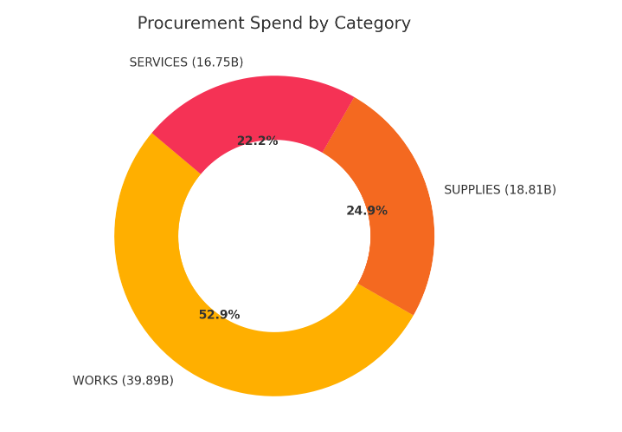 Procurement Spend by Category
SERVICES (16.75B)
22.2%
SUPPLIES (18.81B)
24.9%
52.9%
WORKS (39.89B)